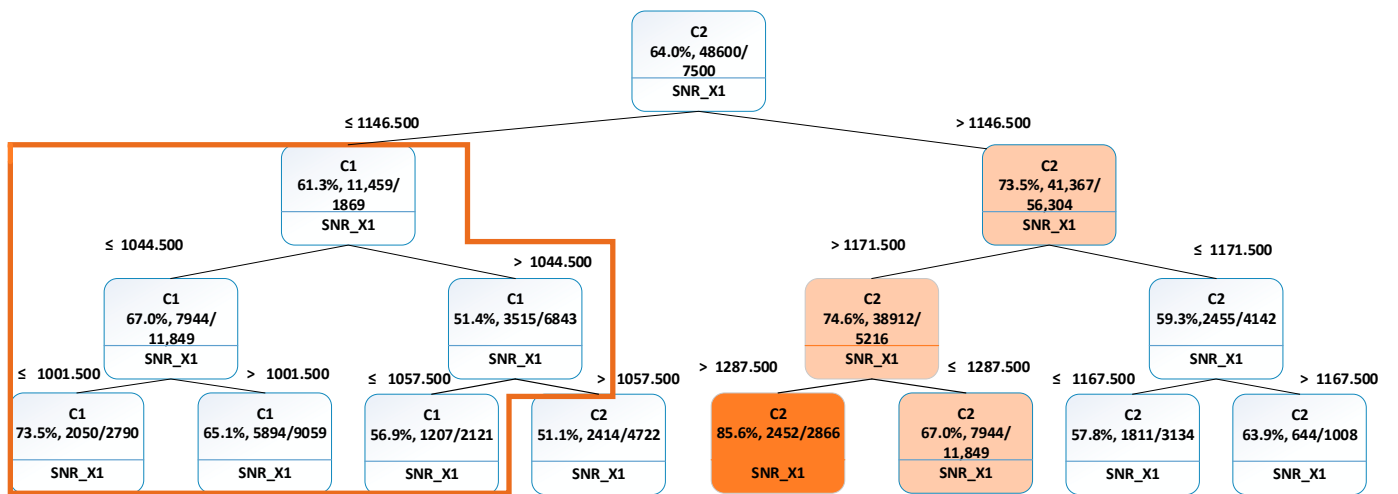 C2
64.0%, 48600/
7500
SNR_X1
≤ 1146.500
> 1146.500
C1
61.3%, 11,459/
1869
SNR_X1
C2
73.5%, 41,367/
56,304
SNR_X1
≤ 1044.500
> 1044.500
>1171.500
≤ 1171.500
C1
67.0%, 7944/
11,849
SNR_X1
C1
51.4%, 3515/6843
SNR_X1
C2
74.6%, 38912/
5216
SNR_X1
C2
59.3%,2455/4142
SNR_X1
≤ 1001.500
> 1001.500
≤ 1057.500
> 1057.500
> 1287.500
≤ 1287.500
≤ 1167.500
> 1167.500
C1
73.5%, 2050/2790
SNR_X1
C1
65.1%, 5894/9059
SNR_X1
C1
56.9%, 1207/2121
SNR_X1
C2
51.1%, 2414/4722
SNR_X1
C2
85.6%, 2452/2866
SNR_X1
C2
67.0%, 7944/
11,849
SNR_X1
C2
57.8%, 1811/3134
SNR_X1
C2
63.9%, 644/1008
SNR_X1